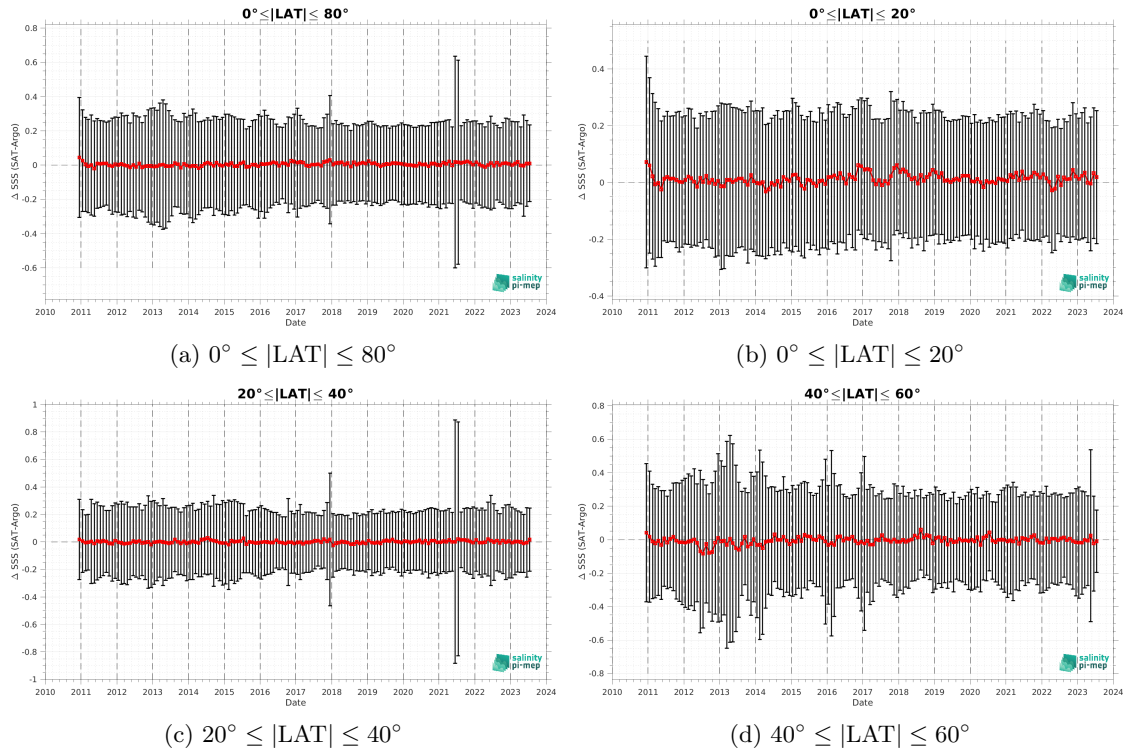 0°≤|LAT|≤ 80°
0.8
0.6
0.4
0.2
0
-0.2
-0.4
-0.6
Δ SSS (SAT-Argo)
2010 2011 2012 2013 2014 2015 2016 2017 2018 2019 2020 2021 2022 2023 2024
Date
salinity
pi-mep
(a) 0° ≤ |LAT| ≤ 80°
0°≤|LAT|≤ 20°
0.4
0.2
0
-0.2
-0.4
Δ SSS (SAT-Argo)
2010 2011 2012 2013 2014 2015 2016 2017 2018 2019 2020 2021 2022 2023 2024
Date
salinity
pi-mep
(b) 0° ≤ |LAT| ≤ 20°
20°≤|LAT|≤ 40°
1
0.8
0.6
0.4
0.2
0
-0.2
-0.4
-0.6
-0.8
-1
Δ SSS (SAT-Argo)
2010 2011 2012 2013 2014 2015 2016 2017 2018 2019 2020 2021 2022 2023 2024
Date
salinity
pi-mep
(c) 20° ≤ |LAT| ≤ 40°
40°≤|LAT|≤ 60°
0.8
0.6
0.4
0.2
0
-0.2
-0.4
-0.6
-0.8
Δ SSS (SAT-Argo)
2010 2011 2012 2013 2014 2015 2016 2017 2018 2019 2020 2021 2022 2023 2024
Date
salinity
pi-mep
(d) 40° ≤ |LAT| ≤ 60°